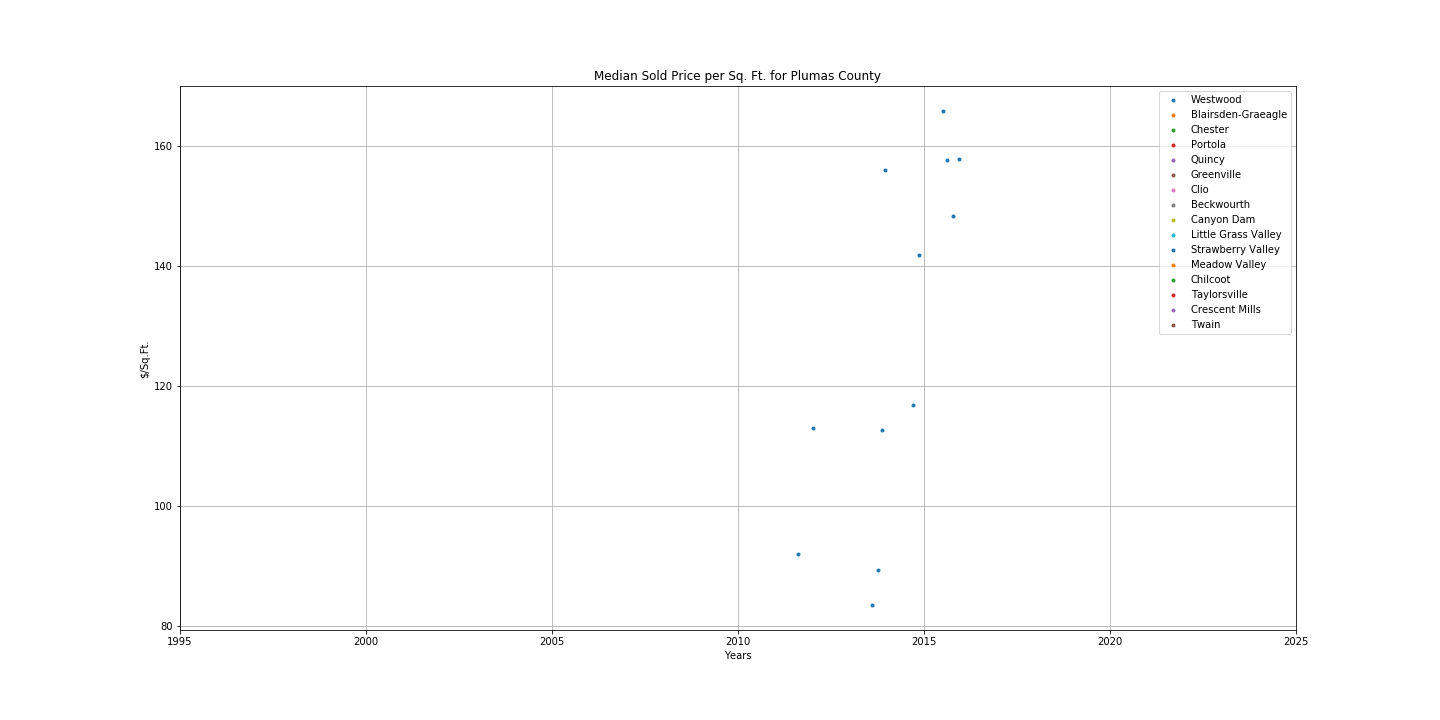 Median Sold Price per Sq. Ft. for Plumas County
Westwood
Blairsden-Graeagle
Chester
Portola
Quincy
Greenville
Clio
Beckwourth
Canyon Dam
Little Grass Valley
Strawberry Valley
Meadow Valley
Chilcoot
Taylorsville
Crescent Mills
Twain
160
140
120
100
80
$/Sq.Ft.
1995 2000 2005 2010 2015 2020 2025
Years